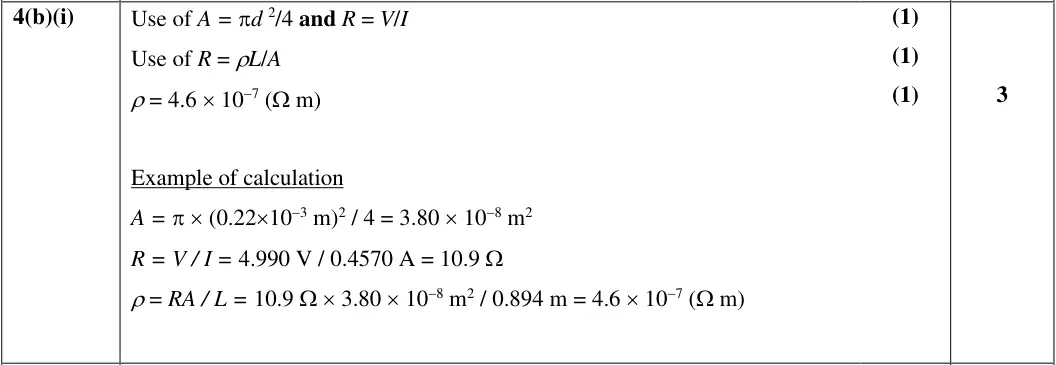 4(b)(i) Use of A = πd ²/4 and R = V/I (1)
Use of R = ρL/A (1)
ρ = 4.6 × 10⁻⁷ (Ω m) (1) 3
Example of calculation
A = π × (0.22×10⁻³ m)² / 4 = 3.80 × 10⁻⁸ m²
R = V / I = 4.990 V / 0.4570 A = 10.9 Ω
ρ = RA / L = 10.9 Ω × 3.80 × 10⁻⁸ m² / 0.894 m = 4.6 × 10⁻⁷ (Ω m)